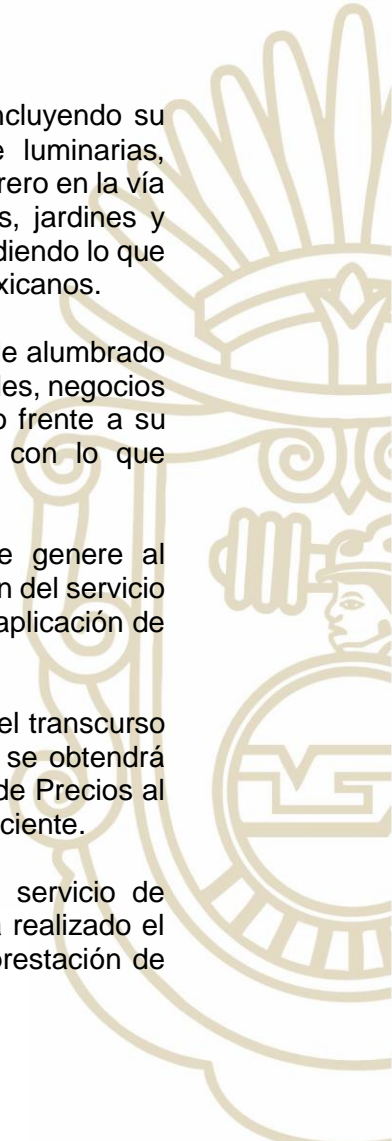 ncluyendo su
e luminarias,
rero en la vía
s, jardines y
diendo lo que
xicanos.
e alumbrado
les, negocios
o frente a su
con lo que
e genere al
n del servicio
aplicación de
el transcurso
se obtendrá
de Precios al
ciente.
servicio de
realizado el
prestación de